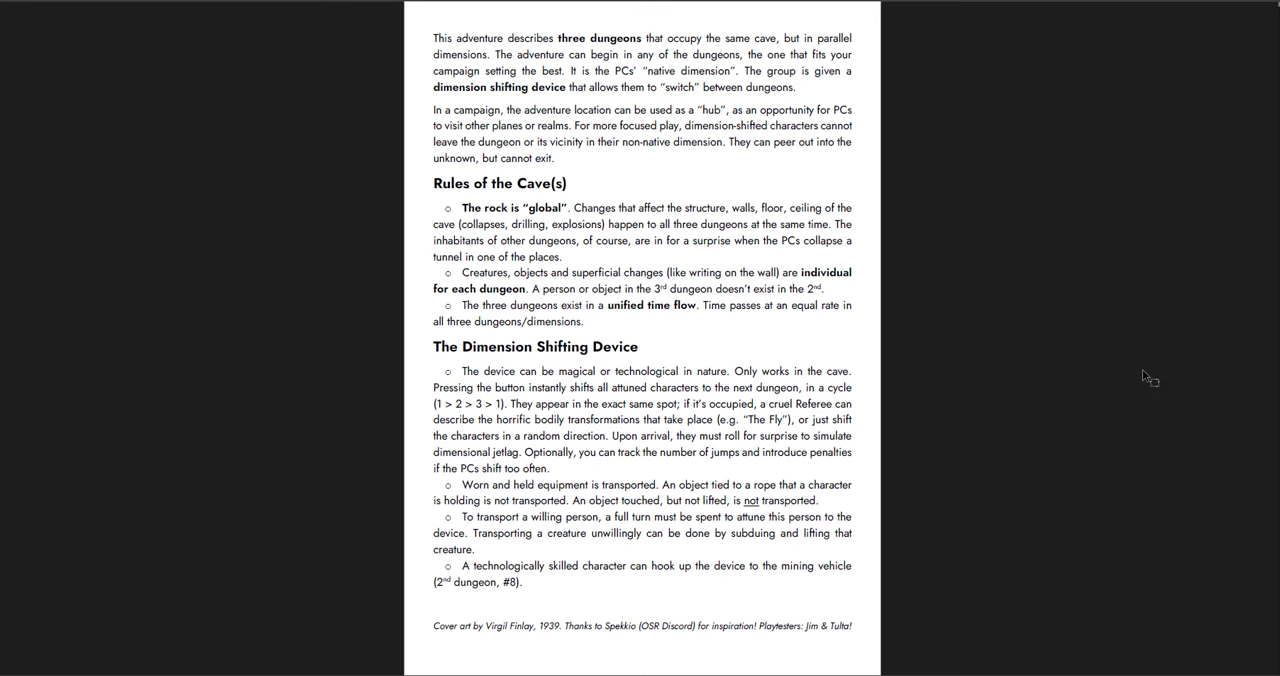 This adventure describes three dungeons that occupy the same cave, but in parallel
dimensions. The adventure can begin in any of the dungeons, the one that fits your
campaign setting the best. It is the PCs' “native dimension”. The group is given a
dimension shifting device that allows them to “switch” between dungeons.
In a campaign, the adventure location can be used as a “hub”, as an opportunity for PCs
to visit other planes or realms. For more focused play, dimension-shifted characters cannot
leave the dungeon or its vicinity in their non-native dimension. They can peer out into the
unknown, but cannot exit.
Rules of the Cave(s)
○ The rock is “global”. Changes that affect the structure, walls, floor, ceiling of the
cave (collapses, drilling, explosions) happen to all three dungeons at the same time. The
inhabitants of other dungeons, of course, are in for a surprise when the PCs collapse a
tunnel in one of the places.
○ Creatures, objects and superficial changes (like writing on the wall) are individual
for each dungeon. A person or object in the 3rd dungeon doesn't exist in the 2nd.
○ The three dungeons exist in a unified time flow. Time passes at an equal rate in
all three dungeons/dimensions.
The Dimension Shifting Device
○ The device can be magical or technological in nature. Only works in the cave.
Pressing the button instantly shifts all attuned characters to the next dungeon, in a cycle
(1 > 2 > 3 > 1). They appear in the exact same spot; if it's occupied, a cruel Referee can
describe the horrific bodily transformations that take place (e.g. “The Fly”), or just shift
the characters in a random direction. Upon arrival, they must roll for surprise to simulate
dimensional jetlag. Optionally, you can track the number of jumps and introduce penalties
if the PCs shift too often.
○ Worn and held equipment is transported. An object tied to a rope that a character
is holding is not transported. An object touched, but not lifted, is not transported.
○ To transport a willing person, a full turn must be spent to attune this person to the
device. Transporting a creature unwillingly can be done by subduing and lifting that
creature.
○ A technologically skilled character can hook up the device to the mining vehicle
(2nd dungeon, #8).
Cover art by Virgil Finlay, 1939. Thanks to Spekkio (OSR Discord) for inspiration! Playtesters: Jim & Tulta!